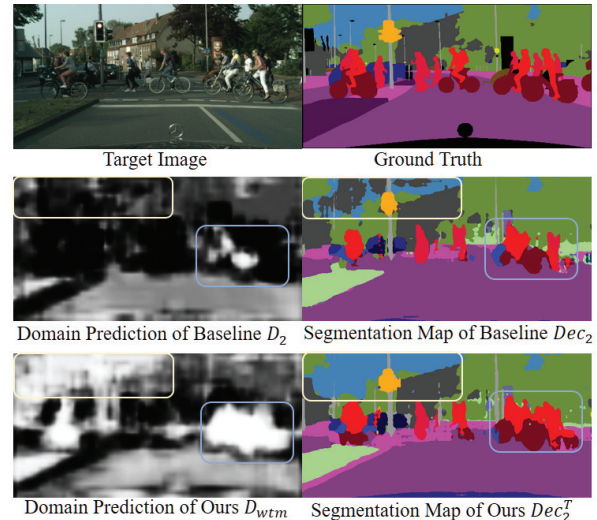 Target Image
Ground Truth
Domain Prediction of Baseline D₂
Segmentation Map of Baseline Dec₂
Domain Prediction of Ours D_wtm
Segmentation Map of Ours Dec₂ᵀ